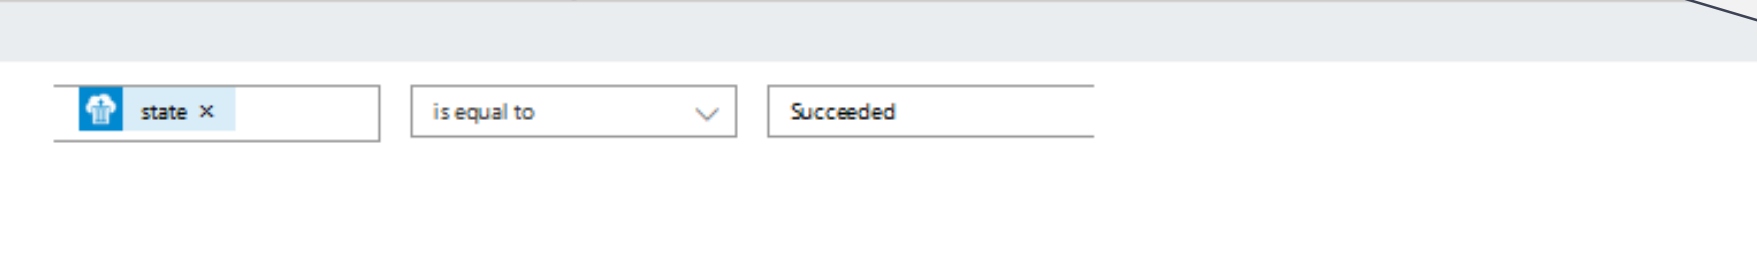 state × is equal to Succeeded